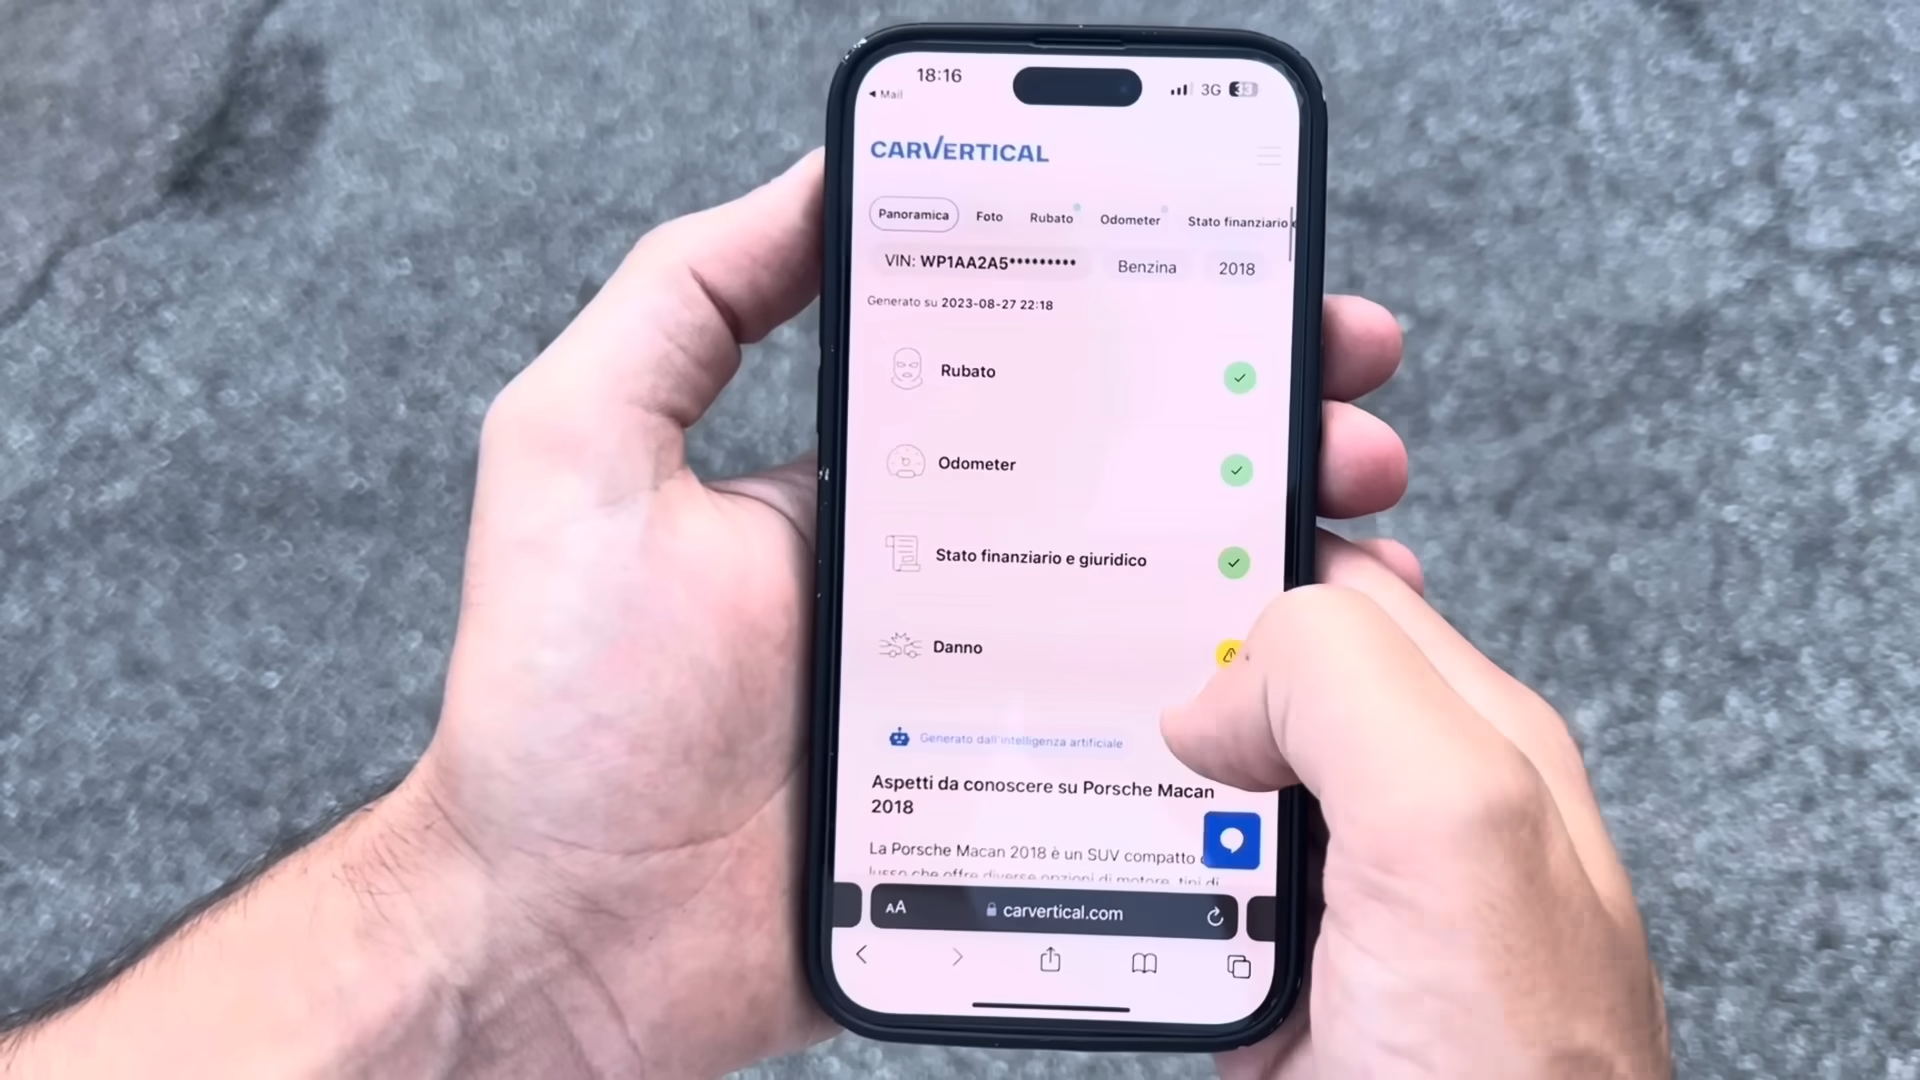 18:16
◀ Mail
3G
33
CARVERTICAL
Panoramica Foto Rubato Odometer Stato finanziario e
VIN: WP1AA2A5•••••••••
Benzina
2018
Generato su 2023-08-27 22:18
Rubato
Odometer
Stato finanziario e giuridico
Danno
Generato dall'intelligenza artificiale
Aspetti da conoscere su Porsche Macan
2018
La Porsche Macan 2018 è un SUV compatto
lusso che offre diverse opzioni di motore, tipi di
AA
carvertical.com